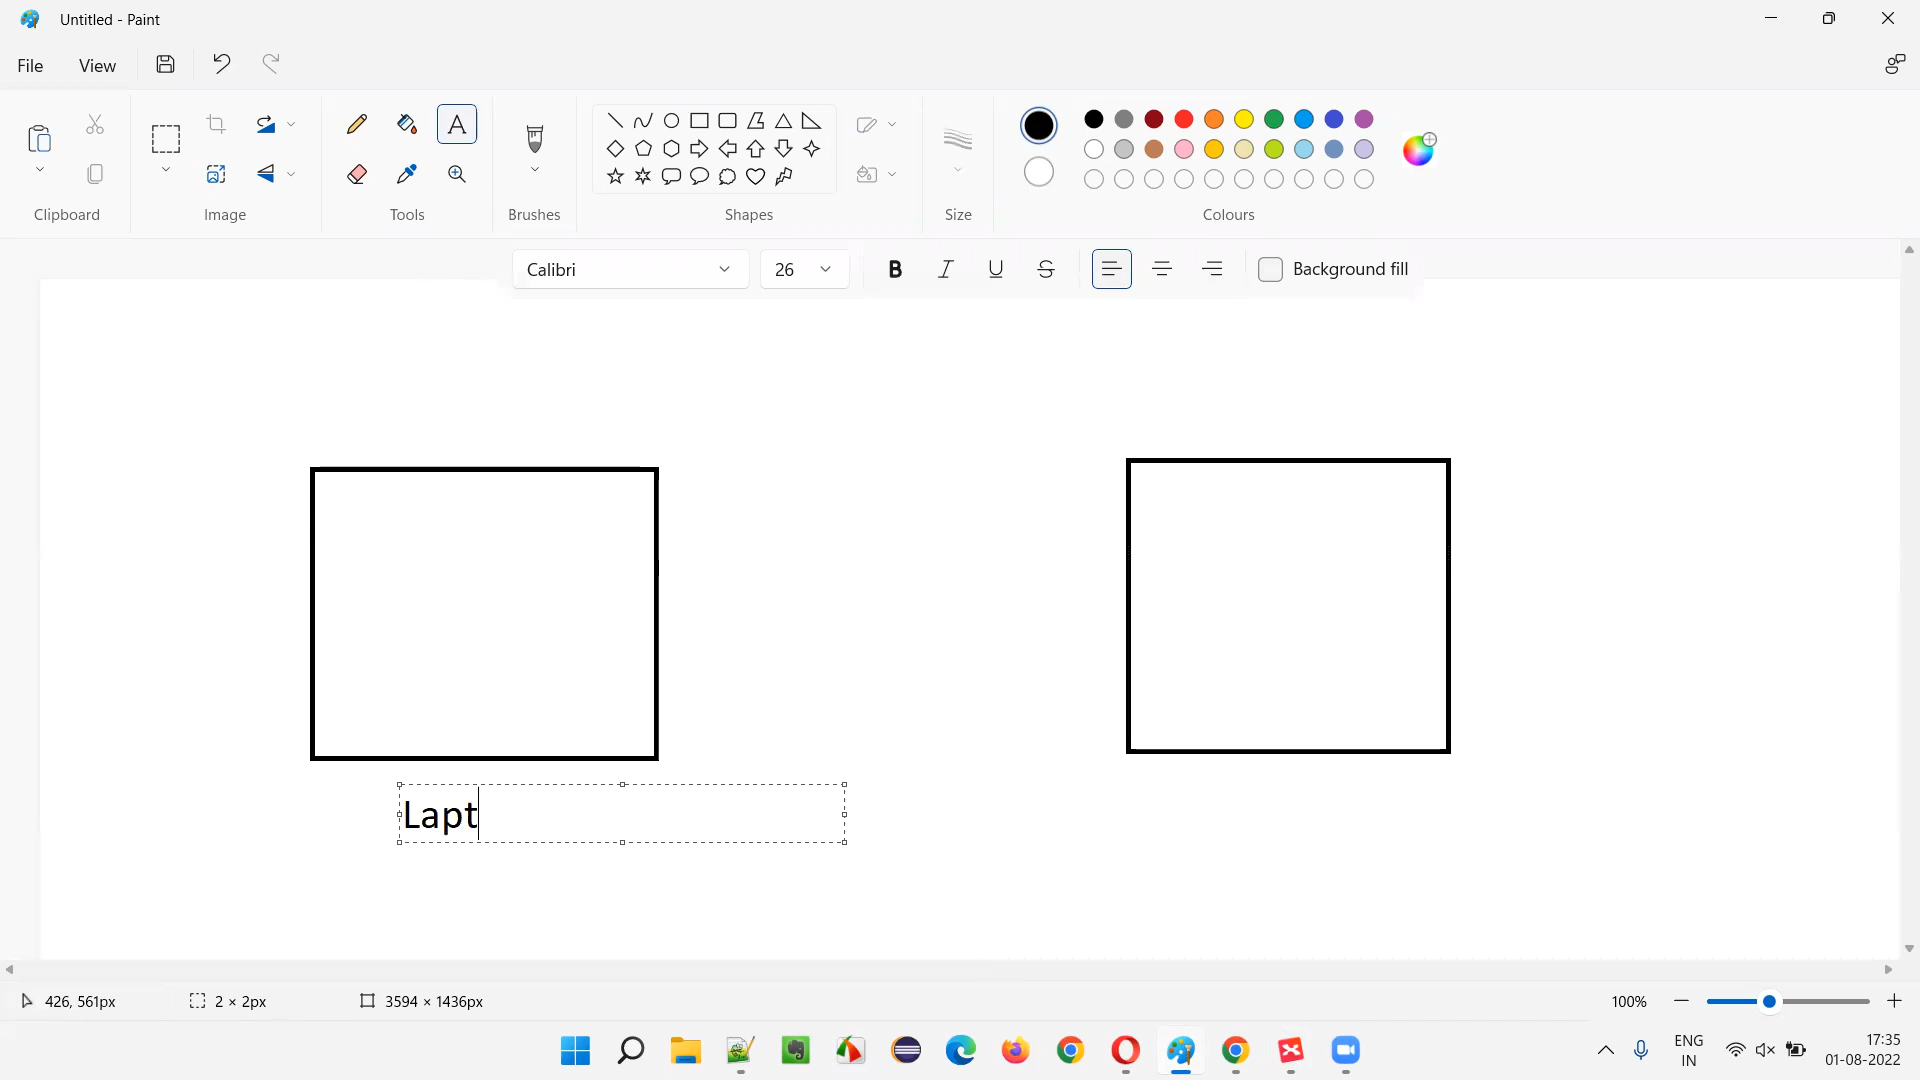 Untitled - Paint
File View
Clipboard Image Tools Brushes Shapes Size Colours
Calibri 26 B I U S Background fill
Lapt
426, 561px 2 × 2px 3594 × 1436px 100%
ENG 17:35
IN 01-08-2022